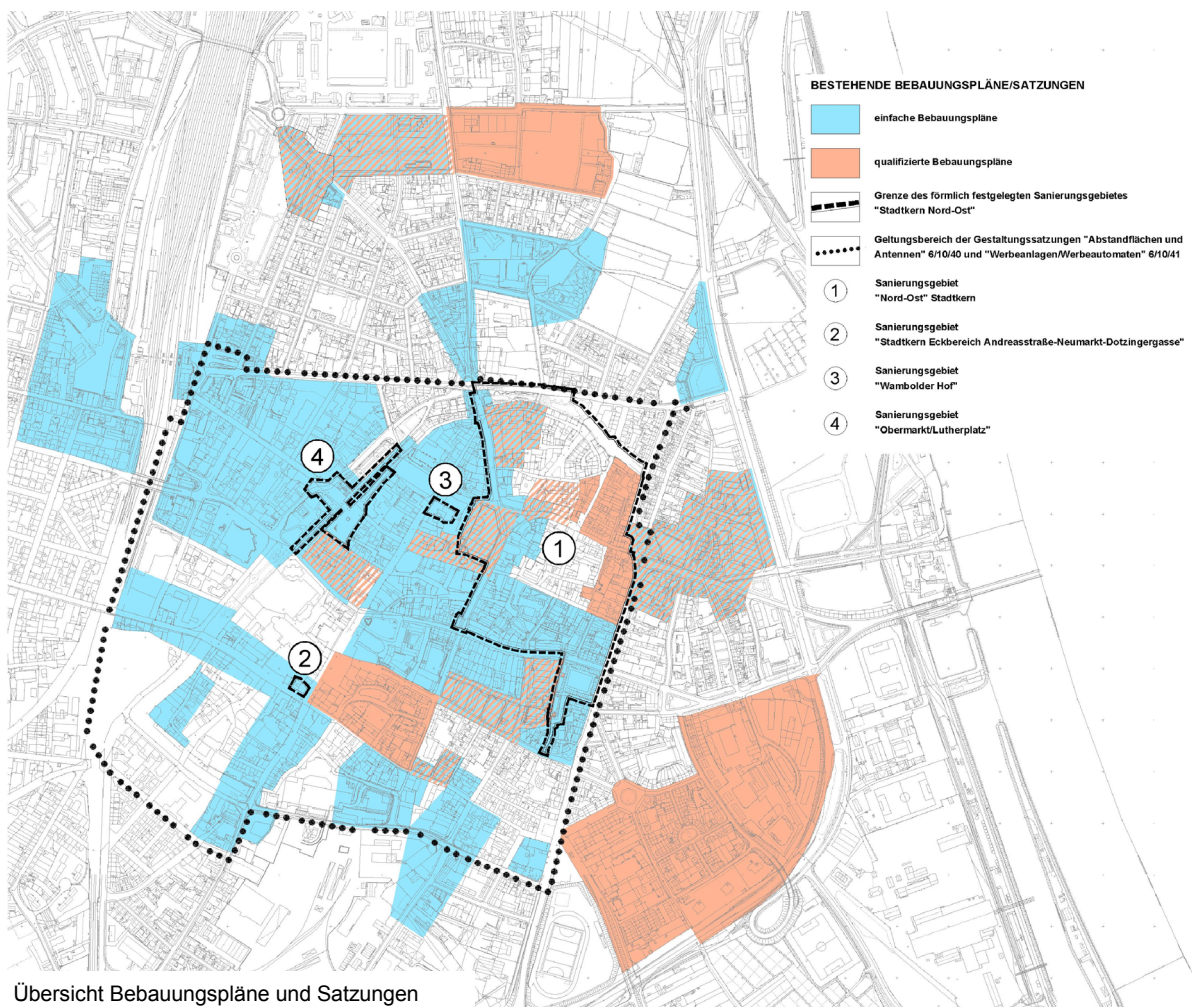 BESTEHENDE BEBAUUNGSPLÄNE/SATZUNGEN
einfache Bebauungspläne
qualifizierte Bebauungspläne
Grenze des förmlich festgelegten Sanierungsgebietes
"Stadtkern Nord-Ost"
Geltungsbereich der Gestaltungssatzungen "Abstandflächen und
Antennen" 6/10/40 und "Werbeanlagen/Werbeautomaten" 6/10/41
1
Sanierungsgebiet
"Nord-Ost" Stadtkern
2
Sanierungsgebiet
"Stadtkern Eckbereich Andreasstraße-Neumarkt-Dotzingergasse"
3
Sanierungsgebiet
"Wambolder Hof"
4
Sanierungsgebiet
"Obermarkt/Lutherplatz"
4
3
1
2
Übersicht Bebauungspläne und Satzungen